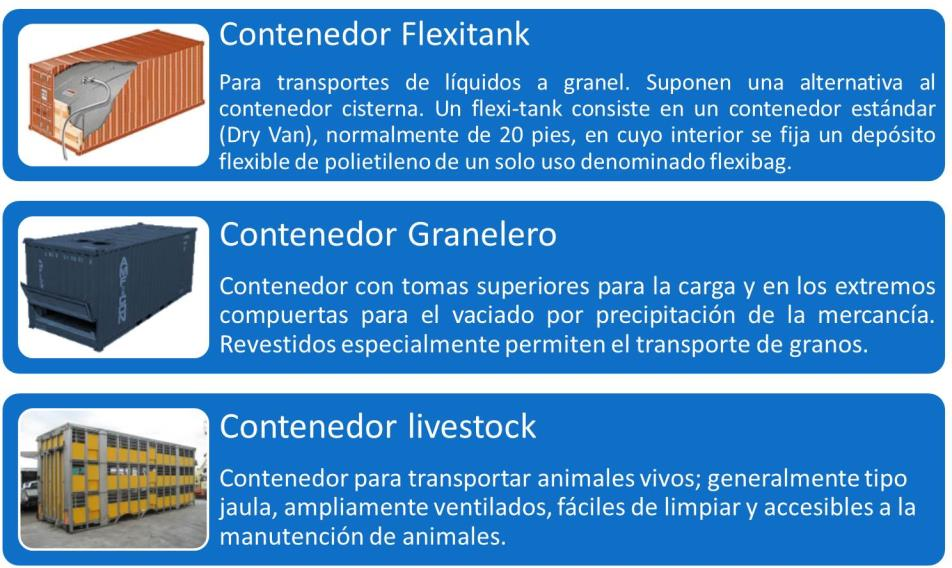 Contenedor Flexitank
Para transportes de líquidos a granel. Suponen una alternativa al
contenedor cisterna. Un flexi-tank consiste en un contenedor estándar
(Dry Van), normalmente de 20 pies, en cuyo interior se fija un depósito
flexible de polietileno de un solo uso denominado flexibag.
Contenedor Granelero
Contenedor con tomas superiores para la carga y en los extremos
compuertas para el vaciado por precipitación de la mercancía.
Revestidos especialmente permiten el transporte de granos.
Contenedor livestock
Contenedor para transportar animales vivos; generalmente tipo
jaula, ampliamente ventilados, fáciles de limpiar y accesibles a la
manutención de animales.